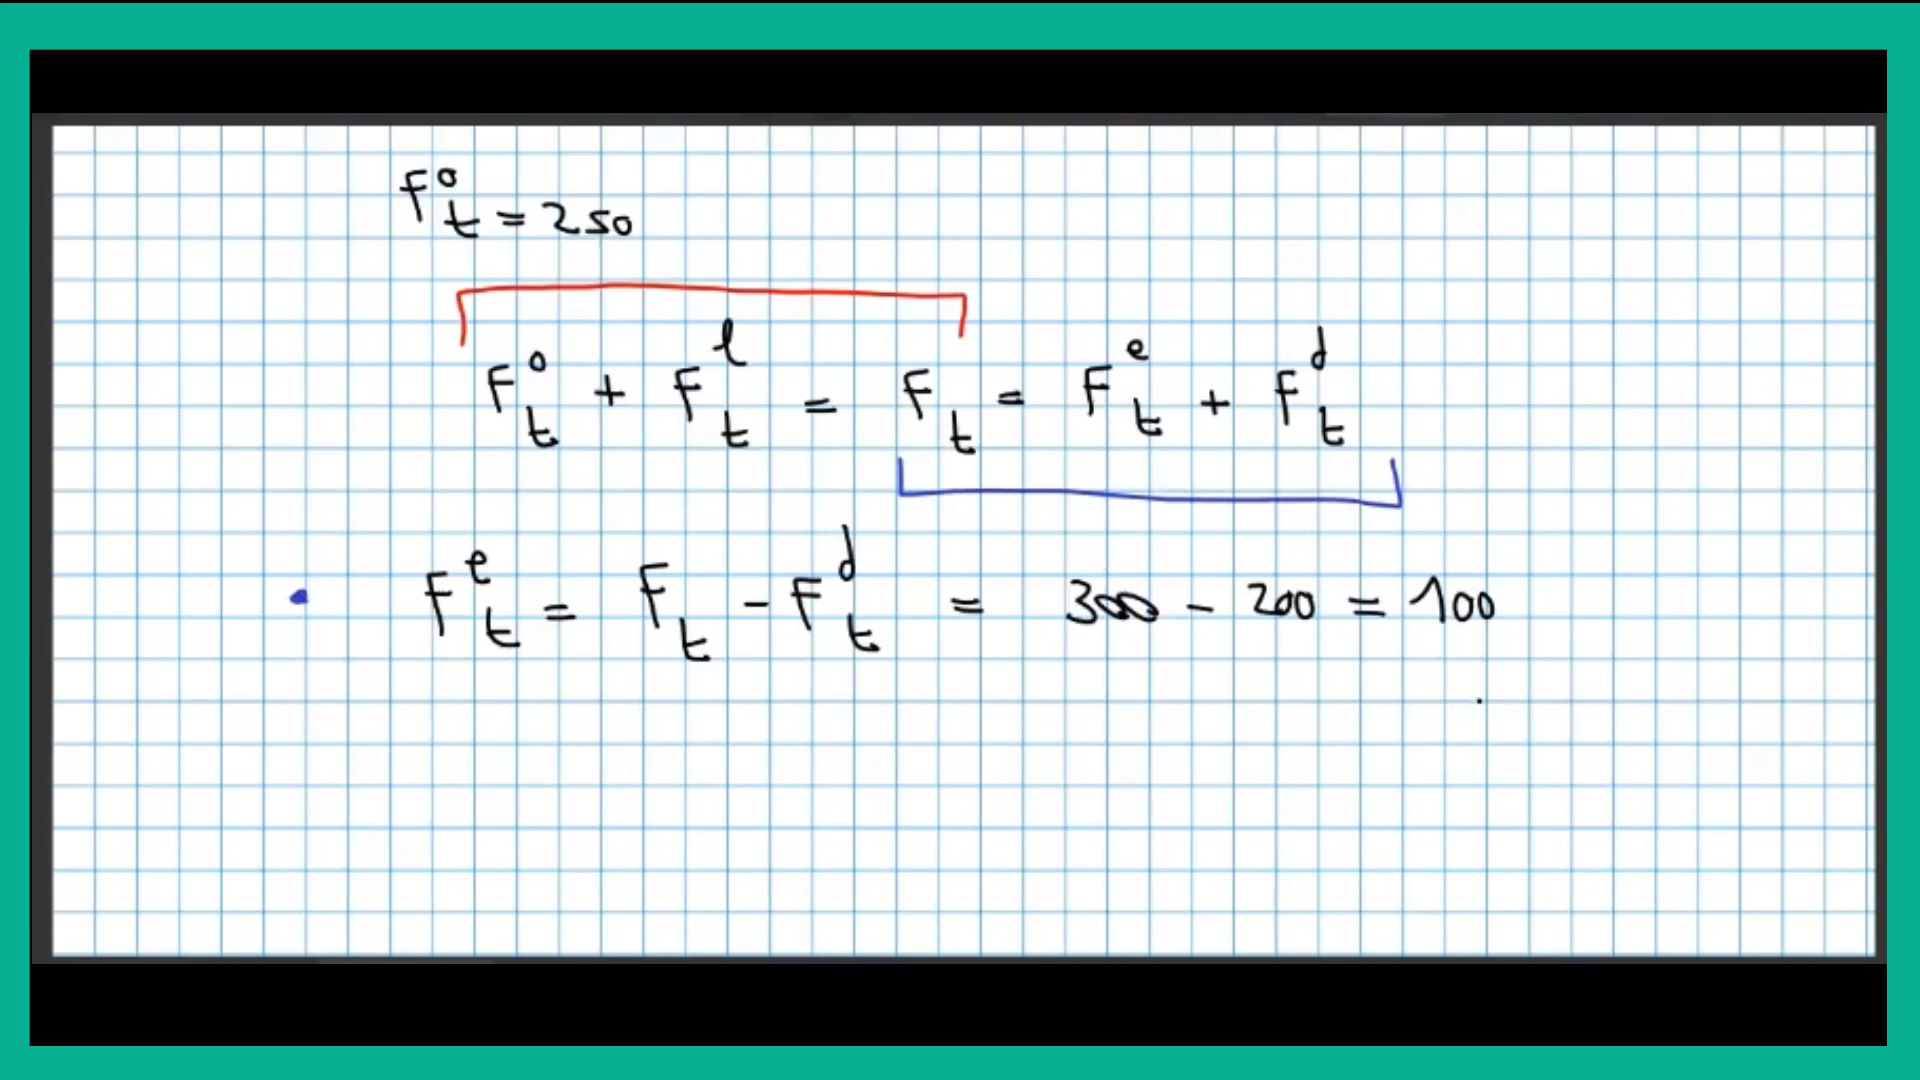 F^o_t = 250
F^o_t + F^l_t = F_t = F^e_t + F^d_t
• F^e_t = F_t - F^d_t = 300 - 200 = 100